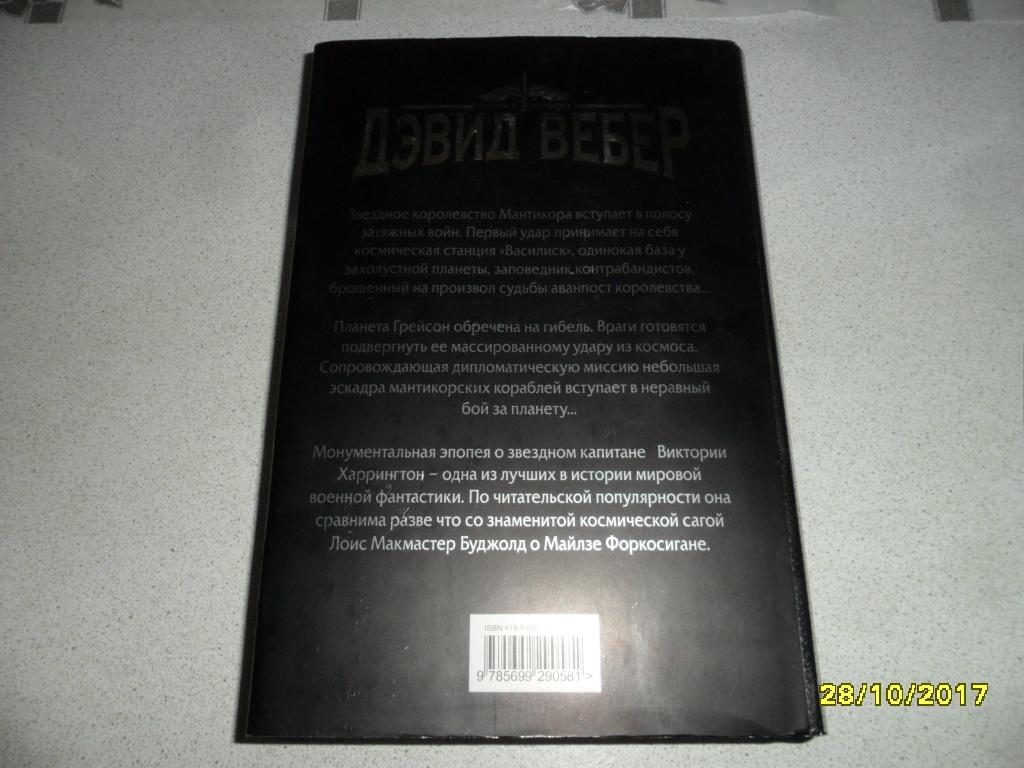 ДЭВИД ВЕБЕР
Звездное королевство Мантикора вступает в полосу
затяжных войн. Первый удар принимает на себя
космическая станция «Василиск», одинокая база у
захолустной планеты, заповедник контрабандистов,
брошенный на произвол судьбы аванпост королевства...
Планета Грейсон обречена на гибель. Враги готовятся
подвергнуть ее массированному удару из космоса.
Сопровождающая дипломатическую миссию небольшая
эскадра мантикорских кораблей вступает в неравный
бой за планету...
Монументальная эпопея о звездном капитане Виктории
Харрингтон – одна из лучших в истории мировой
военной фантастики. По читательской популярности она
сравнима разве что со знаменитой космической сагой
Лоис Макмастер Буджолд о Майлзе Форкосигане.
ISBN
9 785699 290581 >
28/10/2017